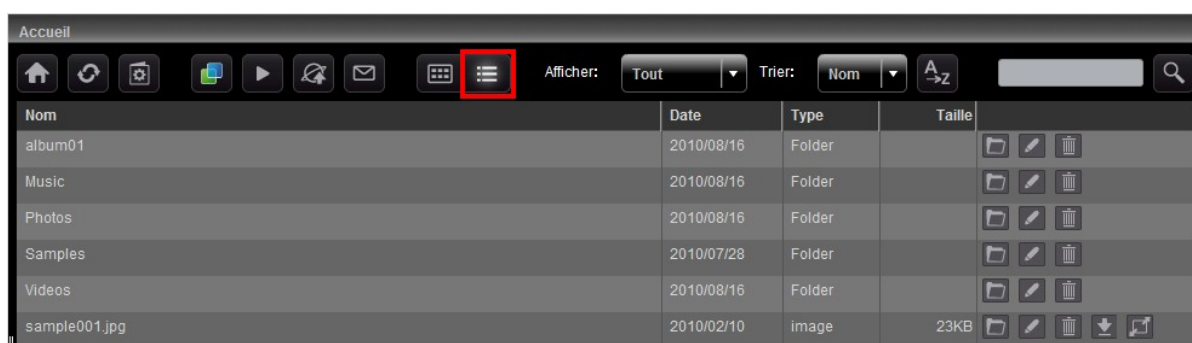 Accueil
Afficher: Tout Trier: Nom A→Z
Nom Date Type Taille
album01 2010/08/16 Folder
Music 2010/08/16 Folder
Photos 2010/08/16 Folder
Samples 2010/07/28 Folder
Videos 2010/08/16 Folder
sample001.jpg 2010/02/10 image 23KB